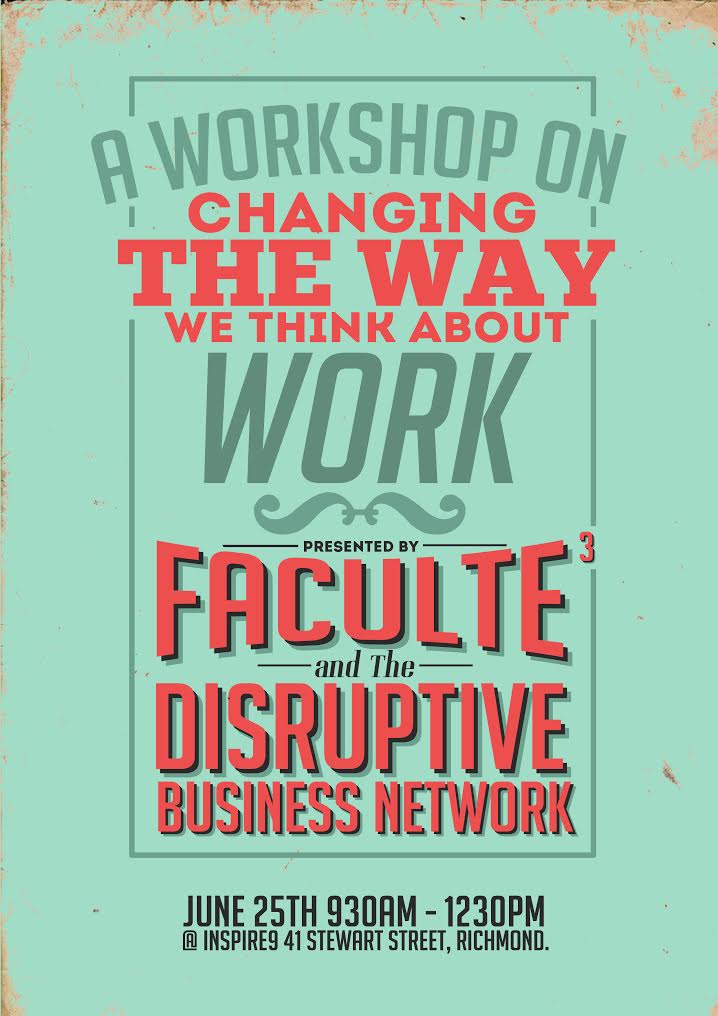 A WORKSHOP ON
CHANGING
THE WAY
WE THINK ABOUT
WORK
PRESENTED BY
FACULTE³
and The
DISRUPTIVE
BUSINESS NETWORK
JUNE 25TH 930AM - 1230PM
@ INSPIRE9 41 STEWART STREET, RICHMOND.